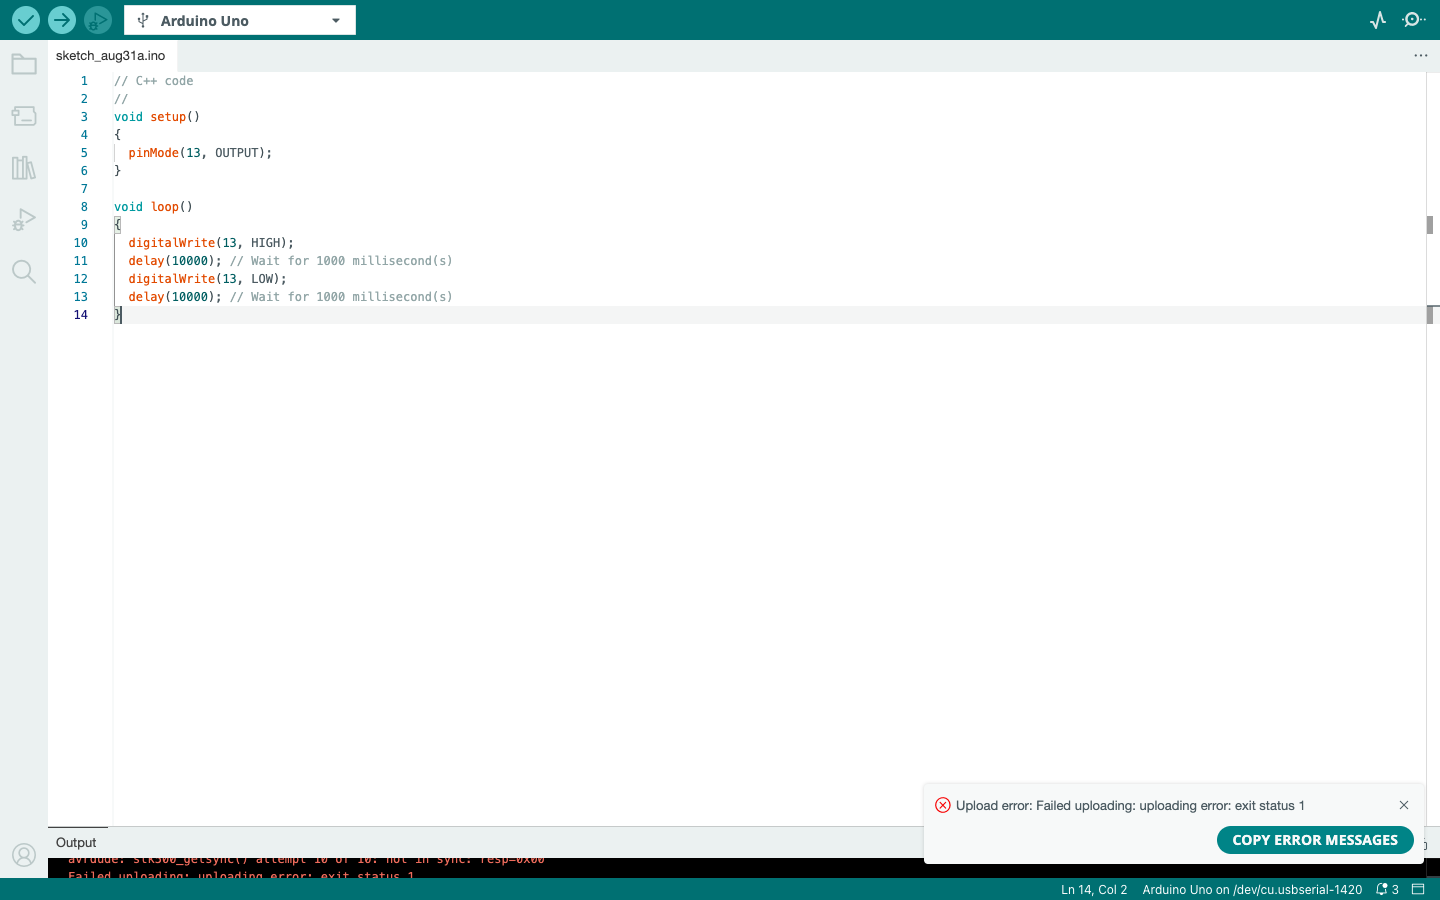 Arduino Uno
sketch_aug31a.ino
1 // C++ code
2 //
3 void setup()
4 {
5 pinMode(13, OUTPUT);
6 }
7
8 void loop()
9 {
10 digitalWrite(13, HIGH);
11 delay(10000); // Wait for 1000 millisecond(s)
12 digitalWrite(13, LOW);
13 delay(10000); // Wait for 1000 millisecond(s)
14 }
Upload error: Failed uploading: uploading error: exit status 1
COPY ERROR MESSAGES
Output
avrdude: stk500_getsync() attempt 10 of 10: not in sync: resp=0x00
Failed uploading: uploading error: exit status 1
Ln 14, Col 2 Arduino Uno on /dev/cu.usbserial-1420 3